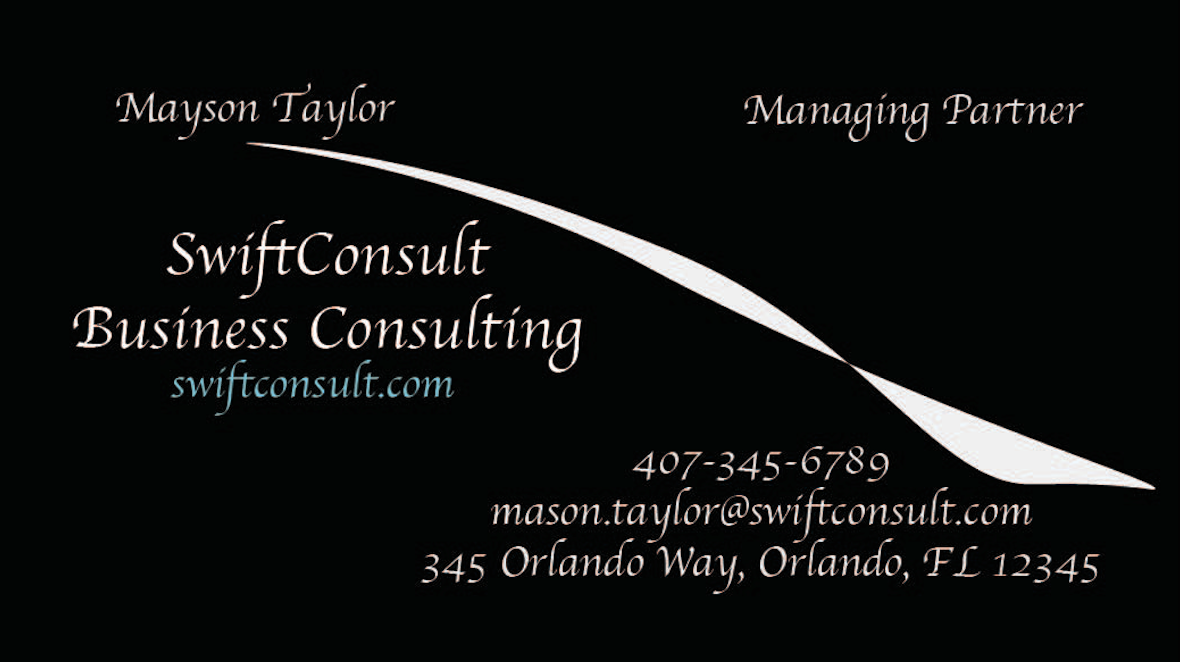 Mayson Taylor
Managing Partner
SwiftConsult
Business Consulting
swiftconsult.com
407-345-6789
mason.taylor@swiftconsult.com
345 Orlando Way, Orlando, FL 12345